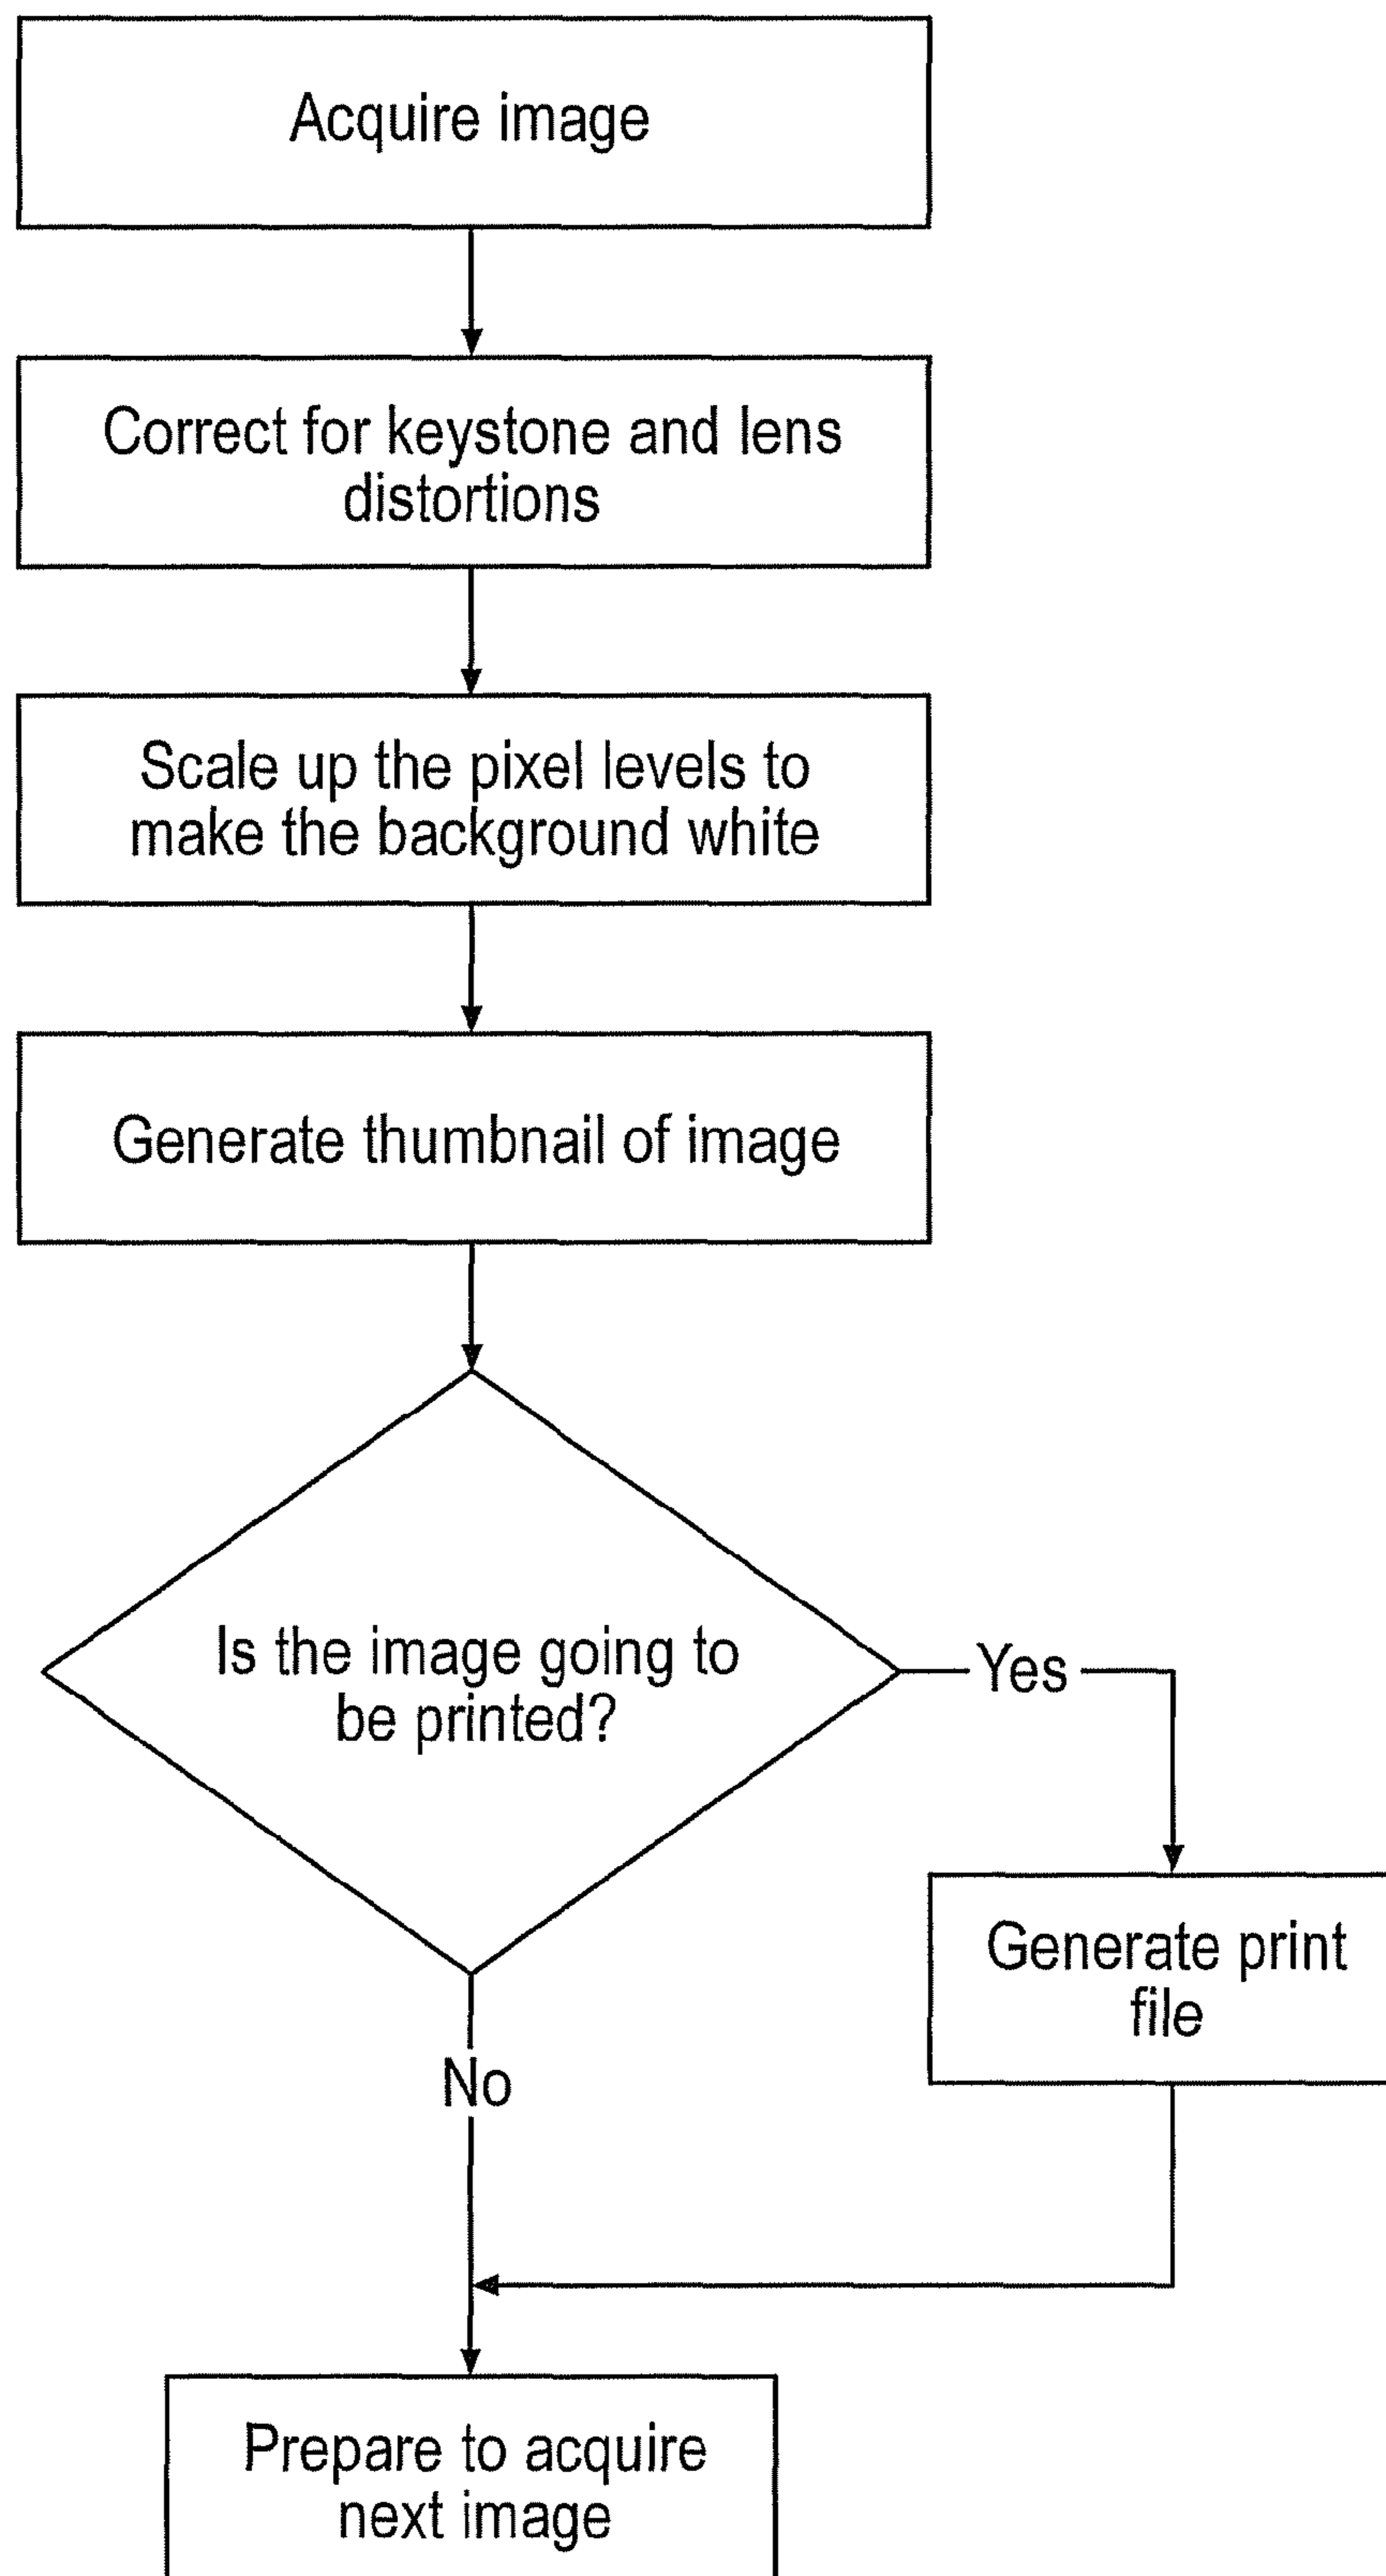 Acquire image
Correct for keystone and lens
distortions
Scale up the pixel levels to
make the background white
Generate thumbnail of image
Is the image going to
be printed?
Yes
Generate print
file
No
Prepare to acquire
next image